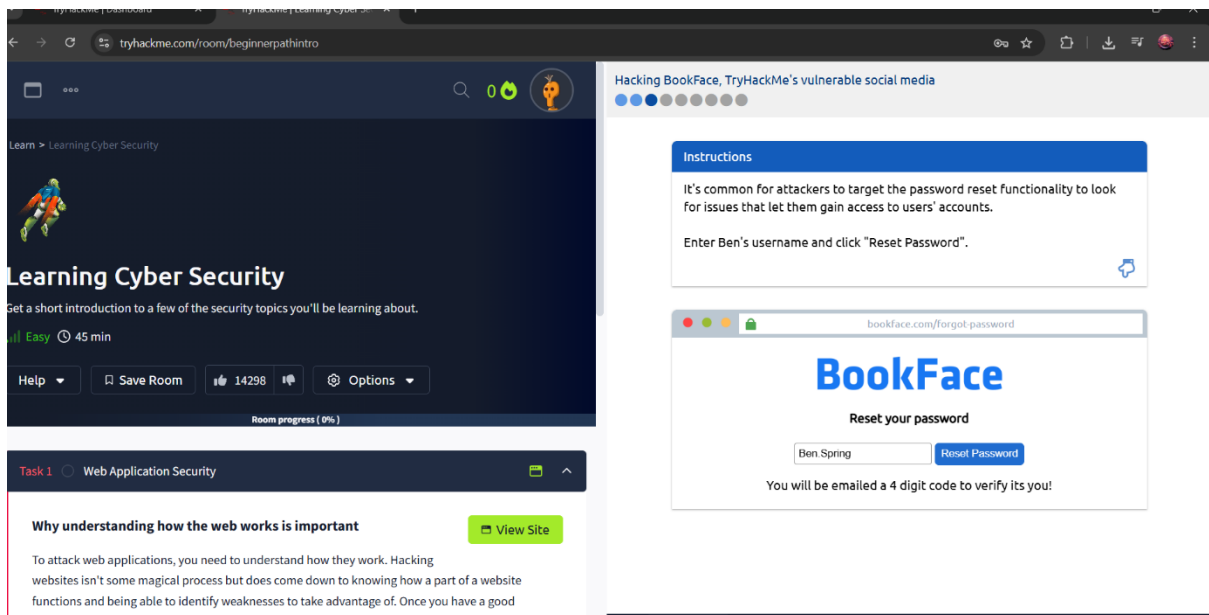 TryHackMe | Dashboard
TryHackMe | Learning Cyber Se
tryhackme.com/room/beginnerpathintro
0
Learn > Learning Cyber Security
Learning Cyber Security
Get a short introduction to a few of the security topics you'll be learning about.
Easy 45 min
Help
Save Room
14298
Options
Room progress ( 0% )
Task 1 Web Application Security
Why understanding how the web works is important
View Site
To attack web applications, you need to understand how they work. Hacking
websites isn't some magical process but does come down to knowing how a part of a website
functions and being able to identify weaknesses to take advantage of. Once you have a good
Hacking BookFace, TryHackMe's vulnerable social media
Instructions
It's common for attackers to target the password reset functionality to look
for issues that let them gain access to users' accounts.
Enter Ben's username and click "Reset Password".
bookface.com/forgot-password
BookFace
Reset your password
Ben.Spring
Reset Password
You will be emailed a 4 digit code to verify its you!